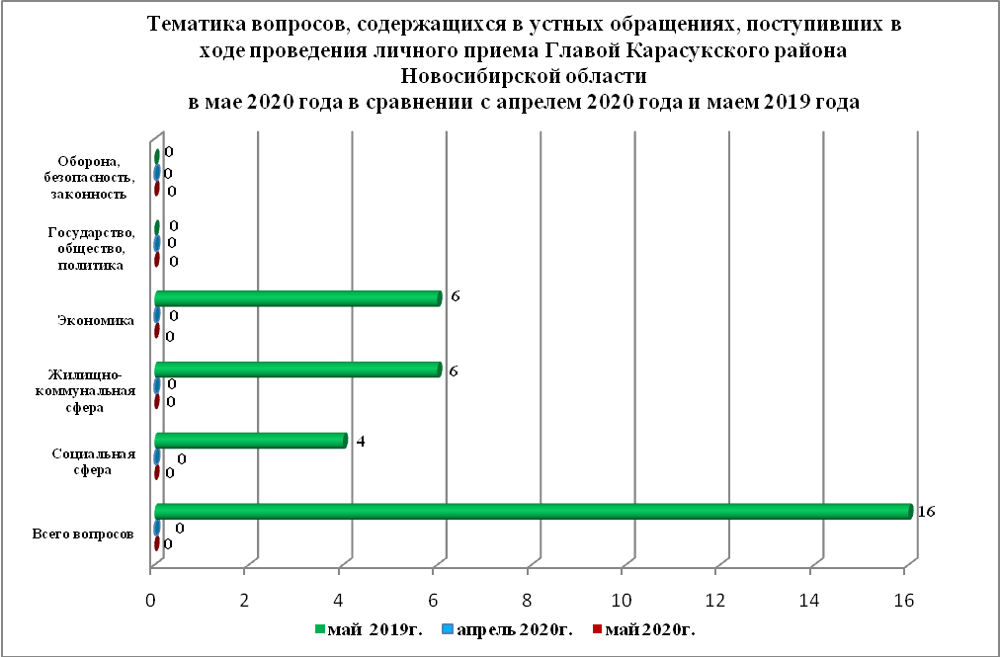 Тематика вопросов, содержащихся в устных обращениях, поступивших в
ходе проведения личного приема Главой Карасукского района
Новосибирской области
в мае 2020 года в сравнении с апрелем 2020 года и маем 2019 года
Оборона,
безопасность,
законность
0
0
0
Государство,
общество,
политика
0
0
0
Экономика
6
0
0
Жилищно-
коммунальная
сфера
6
0
0
Социальная
сфера
4
0
0
Всего вопросов
16
0
0
0 2 4 6 8 10 12 14 16
май 2019г. апрель 2020г. май 2020г.